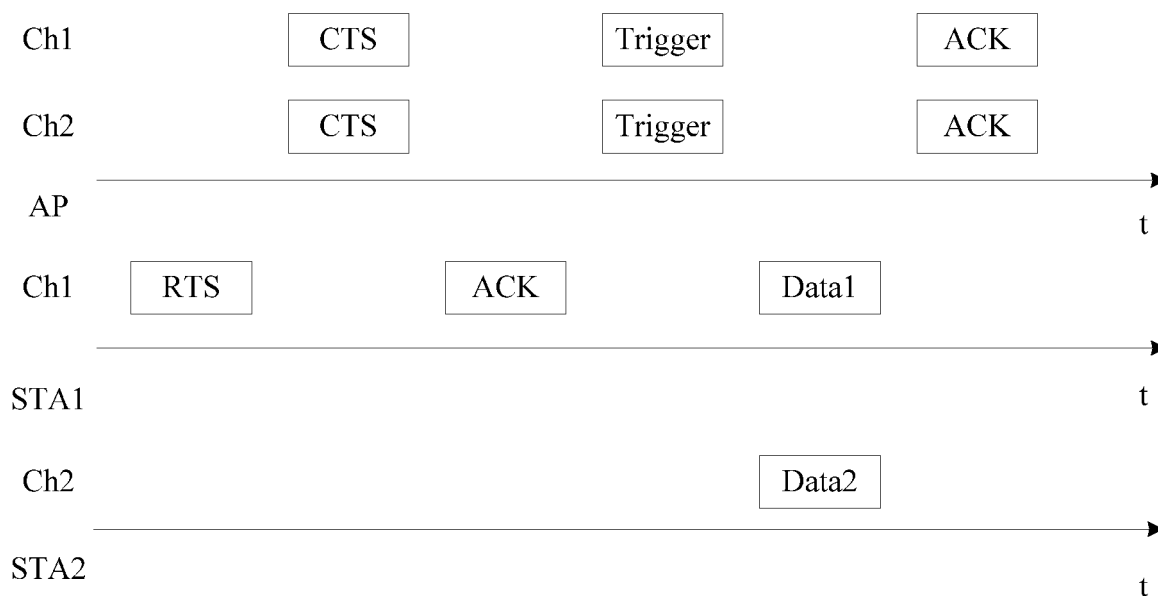 Ch1 CTS Trigger ACK
Ch2 CTS Trigger ACK
AP
t
Ch1 RTS ACK Data1
STA1 t
Ch2 Data2
STA2
t